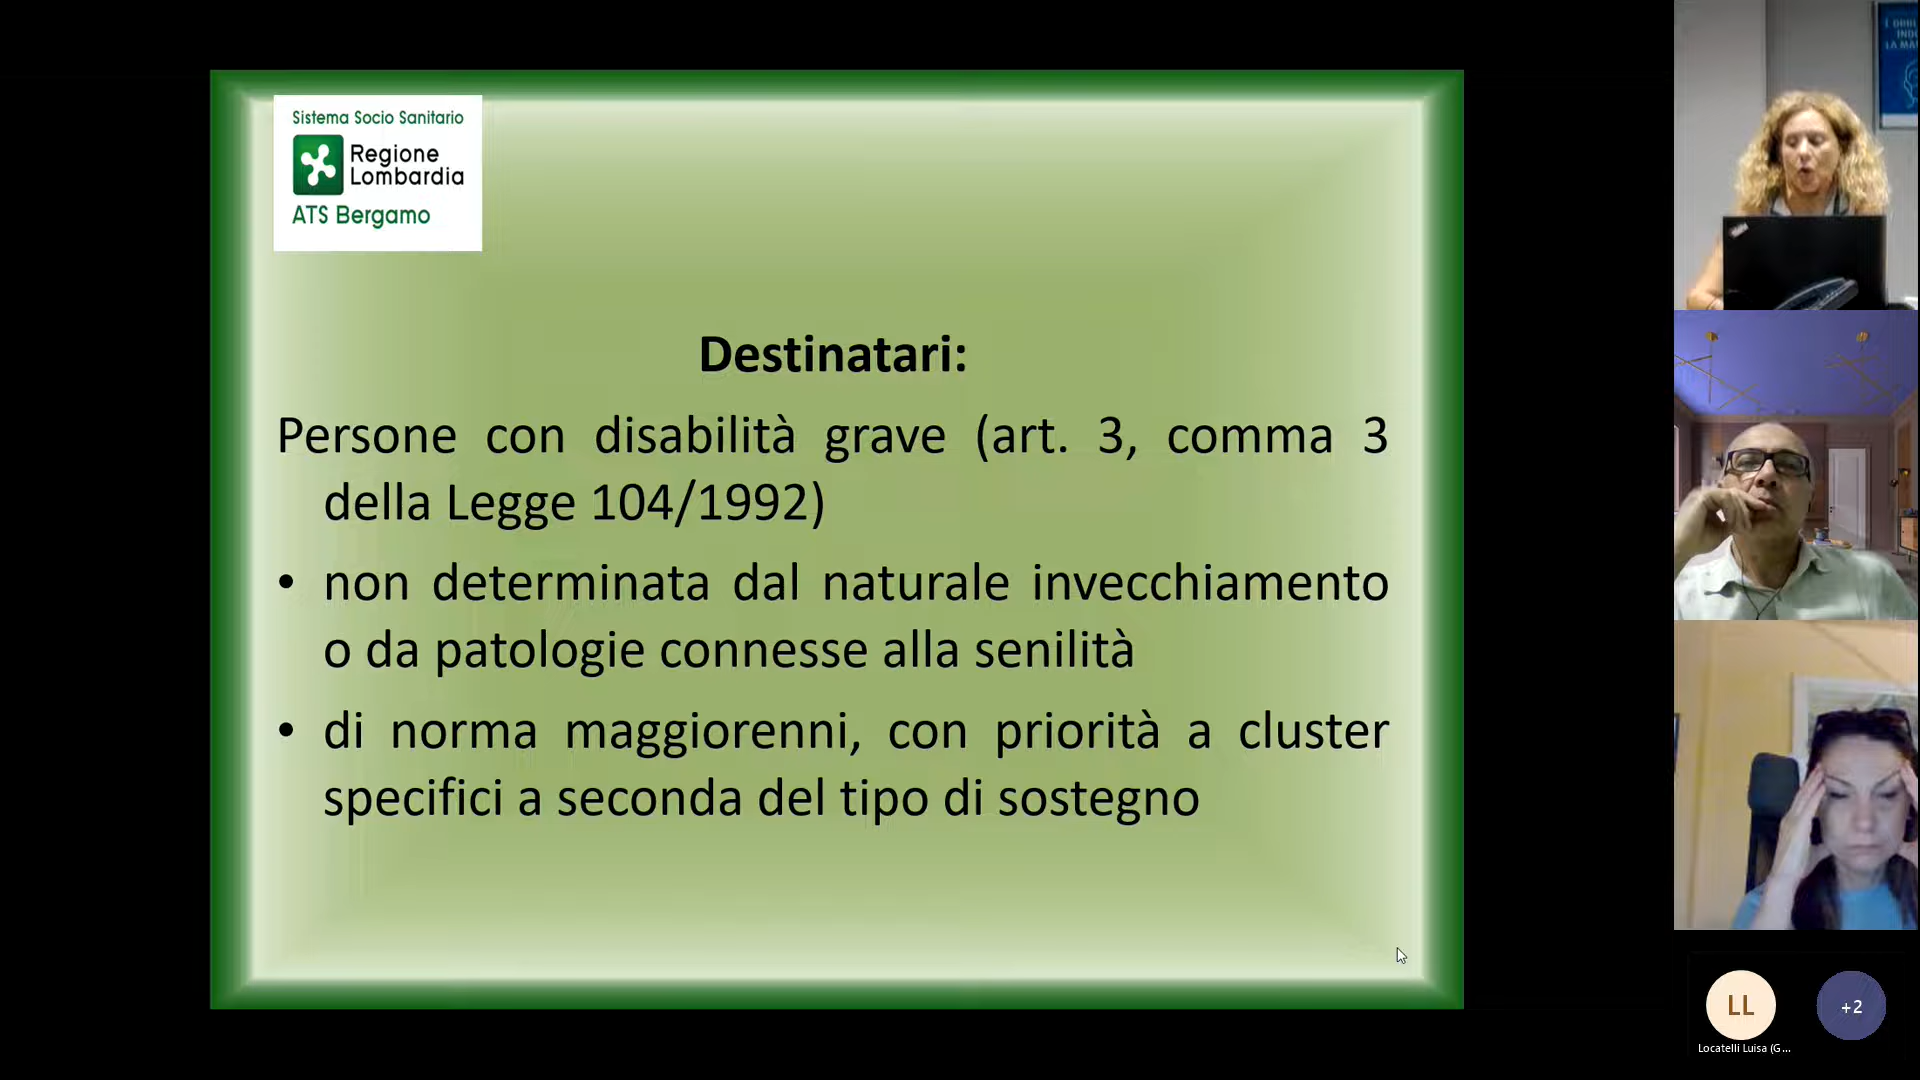 Sistema Socio Sanitario
Regione
Lombardia
ATS Bergamo
Destinatari:
Persone con disabilità grave (art. 3, comma 3
della Legge 104/1992)
• non determinata dal naturale invecchiamento
o da patologie connesse alla senilità
• di norma maggiorenni, con priorità a cluster
specifici a seconda del tipo di sostegno
LL
+2
Locatelli Luisa (G...